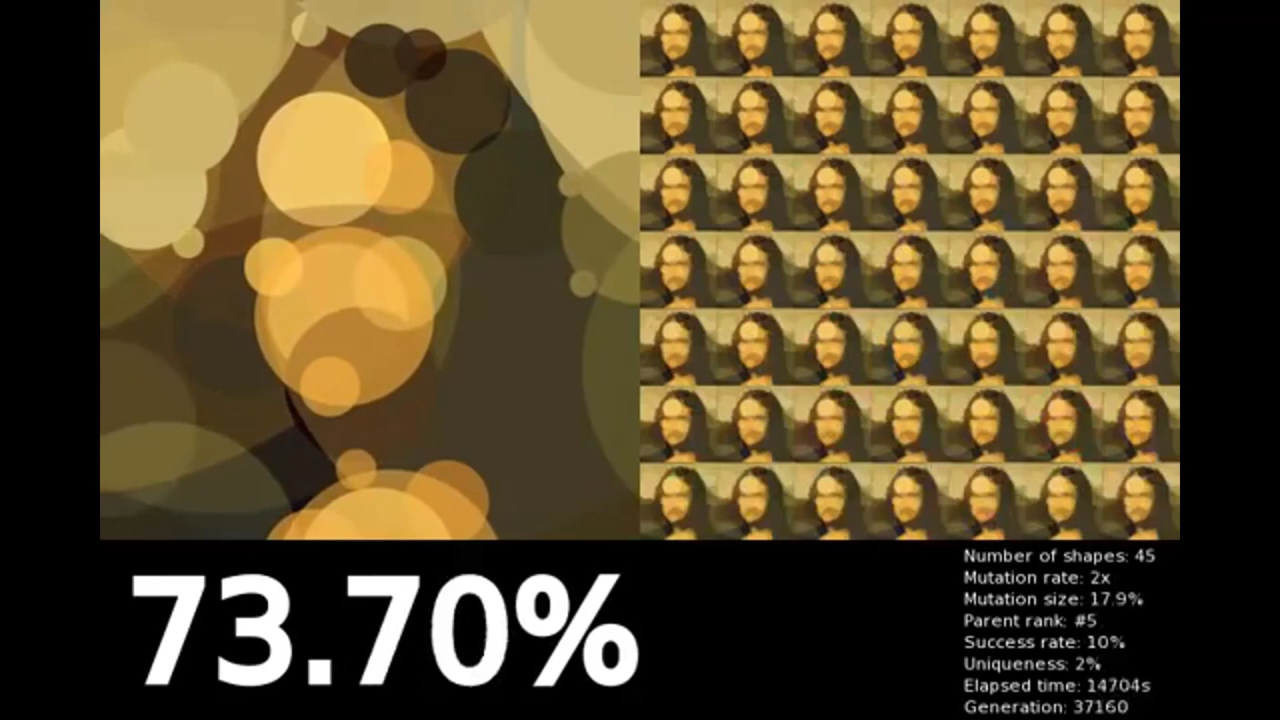 73.70%
Number of shapes: 45
Mutation rate: 2x
Mutation size: 17.9%
Parent rank: #5
Success rate: 10%
Uniqueness: 2%
Elapsed time: 14704s
Generation: 37160